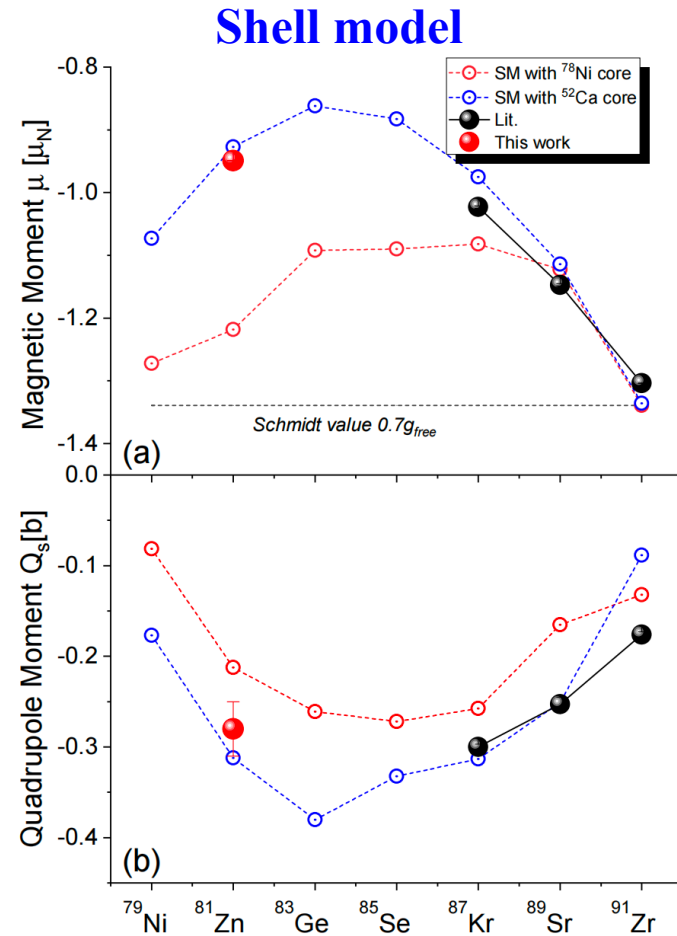 Shell model
SM with ⁷⁸Ni core
SM with ⁵²Ca core
Lit.
This work
Magnetic Moment μ [μN]
-0.8
-1.0
-1.2
-1.4
Schmidt value 0.7gfree
(a)
Quadrupole Moment Qs[b]
0.0
-0.1
-0.2
-0.3
-0.4
(b)
⁷⁹Ni ⁸¹Zn ⁸³Ge ⁸⁵Se ⁸⁷Kr ⁸⁹Sr ⁹¹Zr